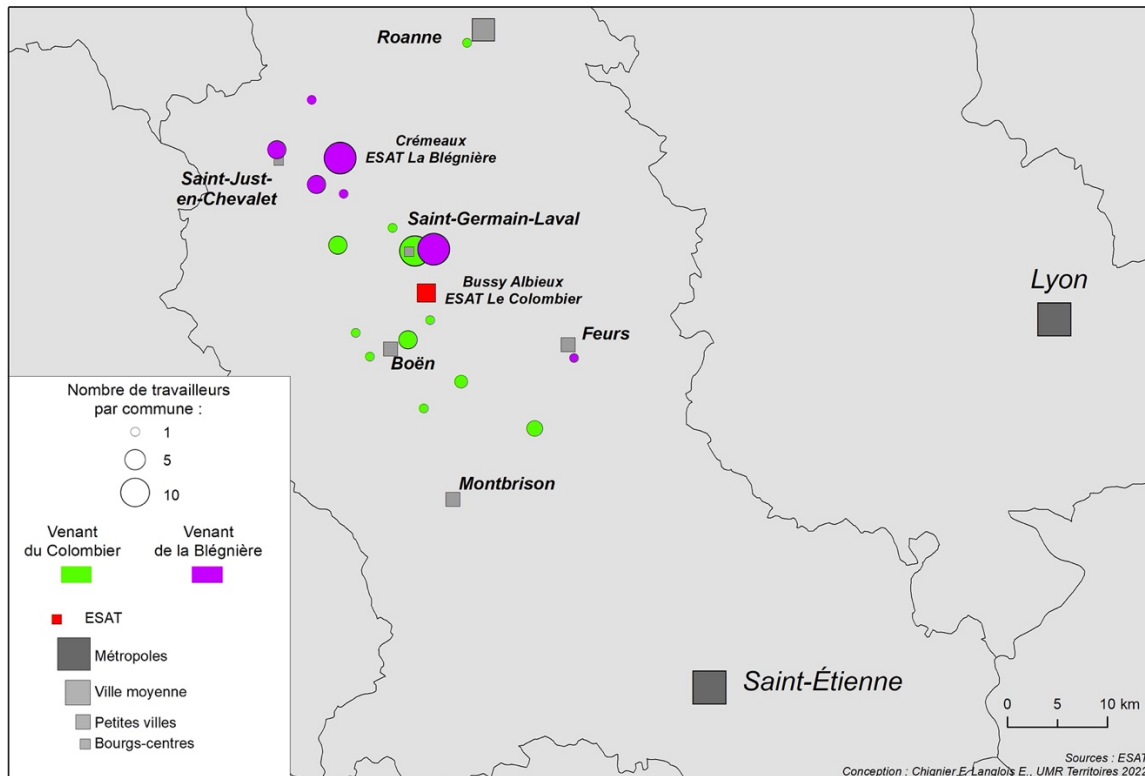 Roanne
Crémeaux
ESAT La Blégnière
Saint-Just-
en-Chevalet
Saint-Germain-Laval
Bussy Albieux
ESAT Le Colombier
Lyon
Feurs
Boën
Montbrison
Saint-Étienne
Nombre de travailleurs
par commune :
1
5
10
Venant
du Colombier
Venant
de la Blégnière
ESAT
Métropoles
Ville moyenne
Petites villes
Bourgs-centres
0 5 10 km
Sources : ESAT
Conception : Chignier F. Langlois E., UMR Territoires 2022